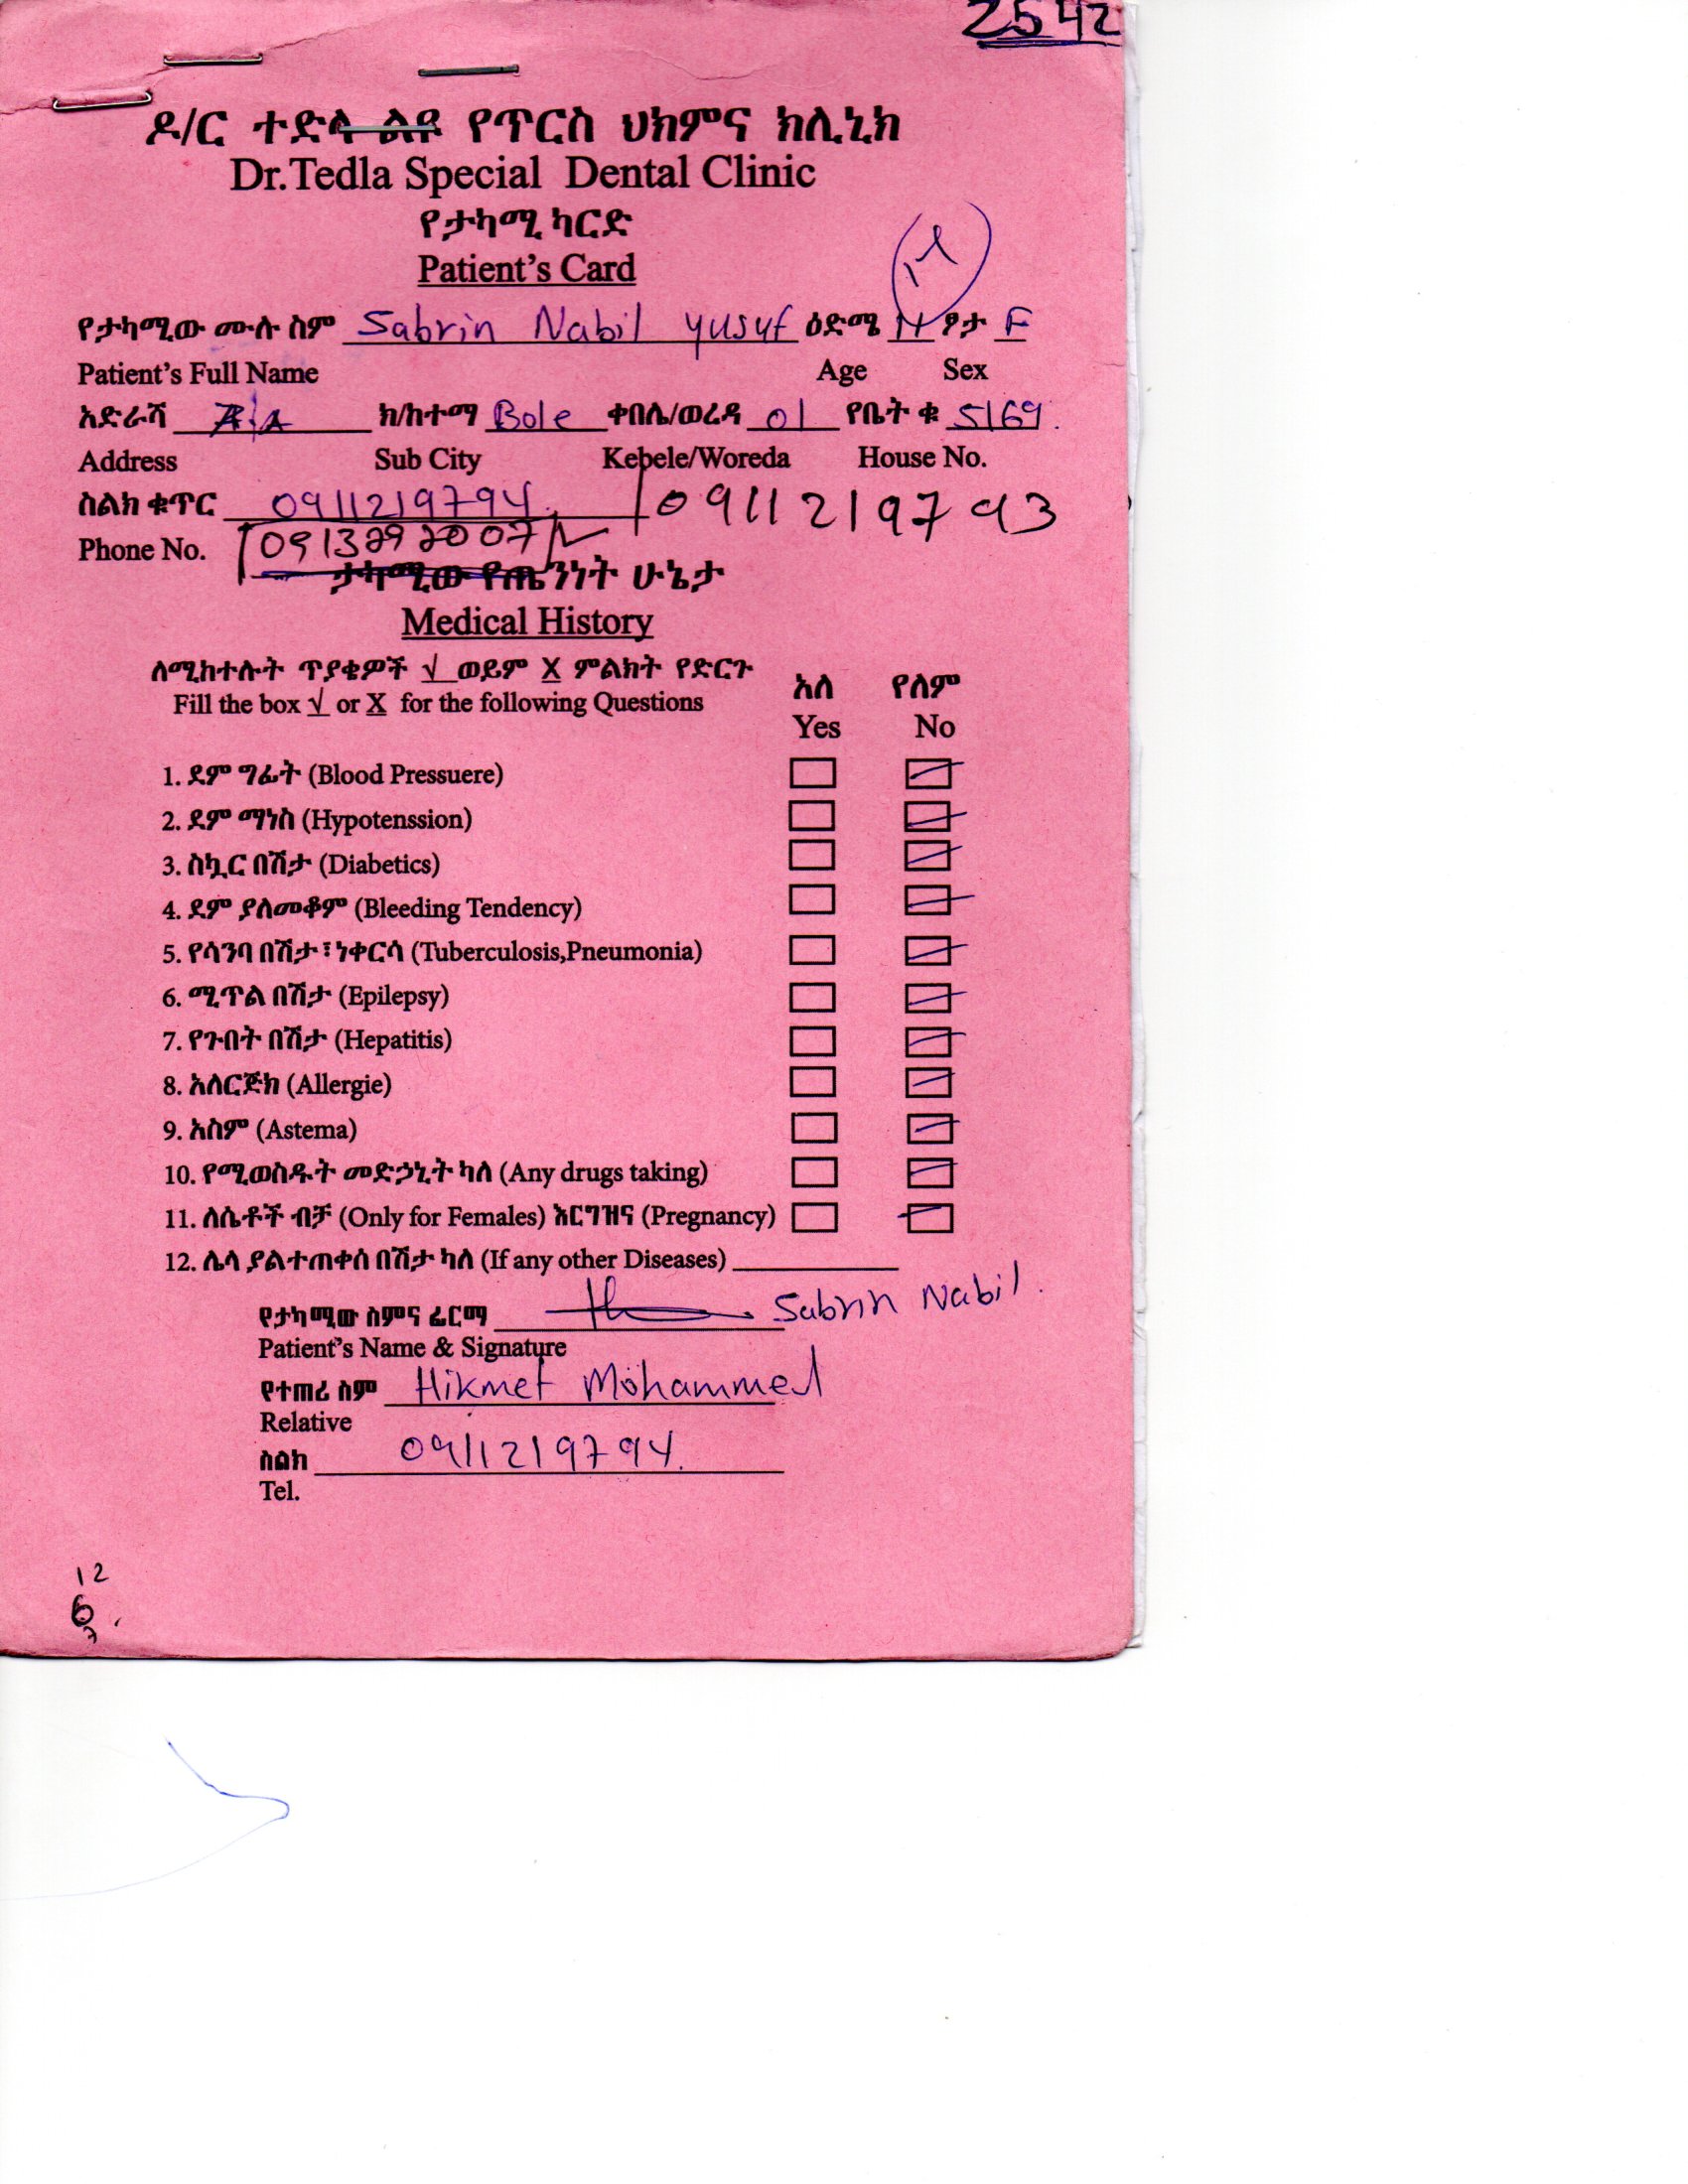 2542
ዶ/ር ተድላ ልዩ የጥርስ ህክምና ክሊኒክ
Dr.Tedla Special Dental Clinic
የታካሚ ካርድ
Patient's Card
የታካሚው ሙሉ ስም Sabrin Nabil yusuf ዕድሜ ፆታ F
Patient's Full Name Age Sex
አድራሻ A.A ክ/ከተማ Bole ቀበሌ/ወረዳ 01 የቤት ቁ 5169.
Address Sub City Kebele/Woreda House No.
ስልክ ቁጥር 0911219794. 0911219793
Phone No. 0913292007
ታካሚው የጤንነት ሁኔታ
Medical History
ለሚከተሉት ጥያቄዎች √ ወይም X ምልክት የድርጉ
Fill the box √ or X for the following Questions
አለ የለም
Yes No
1. ደም ግፊት (Blood Pressuere)
2. ደም ማነስ (Hypotenssion)
3. ስኳር በሽታ (Diabetics)
4. ደም ያለመቆም (Bleeding Tendency)
5. የሳንባ በሽታ፣ነቀርሳ (Tuberculosis,Pneumonia)
6. ሚጥል በሽታ (Epilepsy)
7. የጉበት በሽታ (Hepatitis)
8. አለርጅክ (Allergie)
9. አስም (Astema)
10. የሚወስዱት መድኃኒት ካለ (Any drugs taking)
11. ለሴቶች ብቻ (Only for Females) እርግዝና (Pregnancy)
12. ሌላ ያልተጠቀሰ በሽታ ካለ (If any other Diseases)
የታካሚው ስምና ፊርማ Sabrin Nabil.
Patient's Name & Signature
የተጠሪ ስም Hikmet Mohammed
Relative
ስልክ 0911219794.
Tel.
12
6